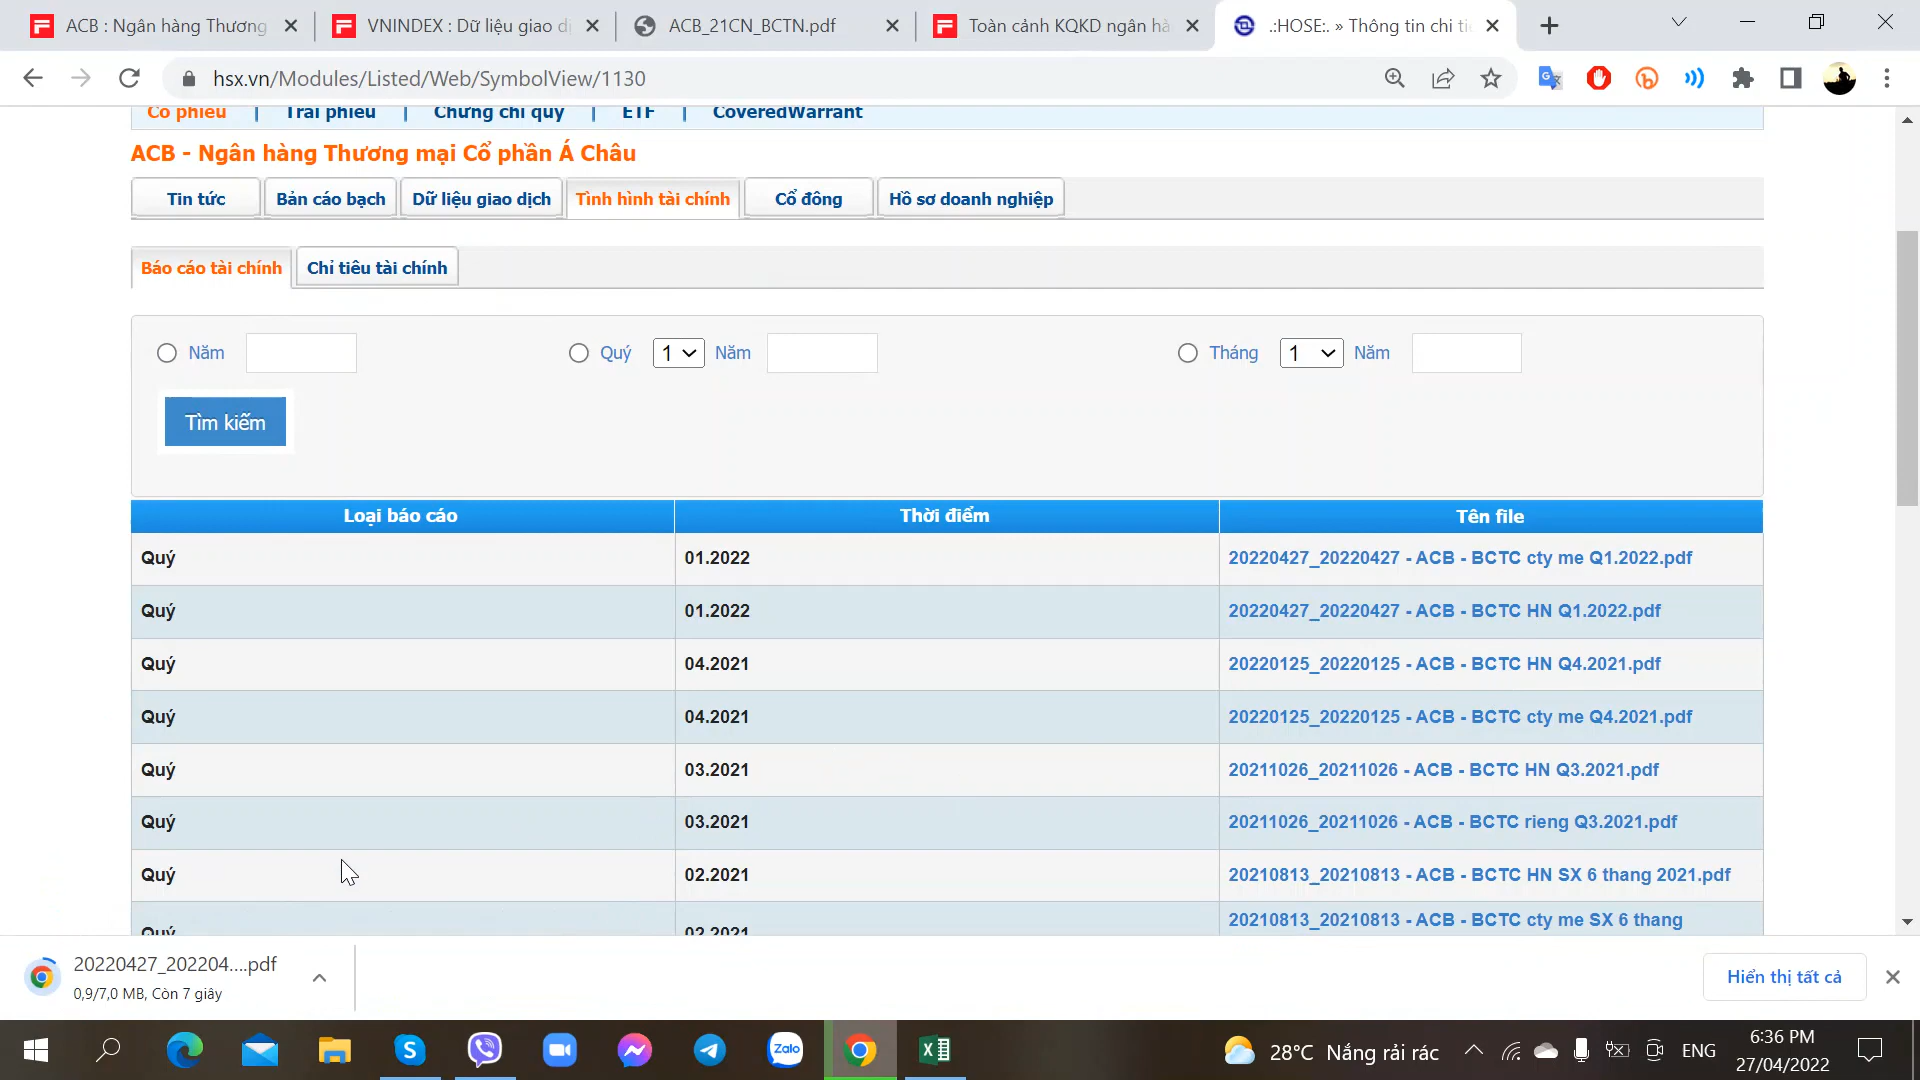 ACB : Ngân hàng Thương
VNINDEX : Dữ liệu giao dị
ACB_21CN_BCTN.pdf
Toàn cảnh KQKD ngân hà
.:HOSE:. » Thông tin chi tiế
hsx.vn/Modules/Listed/Web/SymbolView/1130
Cổ phiếu | Trái phiếu | Chứng chỉ quỹ | ETF | CoveredWarrant
ACB - Ngân hàng Thương mại Cổ phần Á Châu
Tin tức
Bản cáo bạch
Dữ liệu giao dịch
Tình hình tài chính
Cổ đông
Hồ sơ doanh nghiệp
Báo cáo tài chính
Chỉ tiêu tài chính
Năm
Quý 1 Năm
Tháng 1 Năm
Tìm kiếm
Loại báo cáo Thời điểm Tên file
Quý 01.2022 20220427_20220427 - ACB - BCTC cty me Q1.2022.pdf
Quý 01.2022 20220427_20220427 - ACB - BCTC HN Q1.2022.pdf
Quý 04.2021 20220125_20220125 - ACB - BCTC HN Q4.2021.pdf
Quý 04.2021 20220125_20220125 - ACB - BCTC cty me Q4.2021.pdf
Quý 03.2021 20211026_20211026 - ACB - BCTC HN Q3.2021.pdf
Quý 03.2021 20211026_20211026 - ACB - BCTC rieng Q3.2021.pdf
Quý 02.2021 20210813_20210813 - ACB - BCTC HN SX 6 thang 2021.pdf
Quý 02.2021 20210813_20210813 - ACB - BCTC cty me SX 6 thang
20220427_202204....pdf
0,9/7,0 MB, Còn 7 giây
Hiển thị tất cả
Zalo
28°C Nắng rải rác
ENG
6:36 PM
27/04/2022